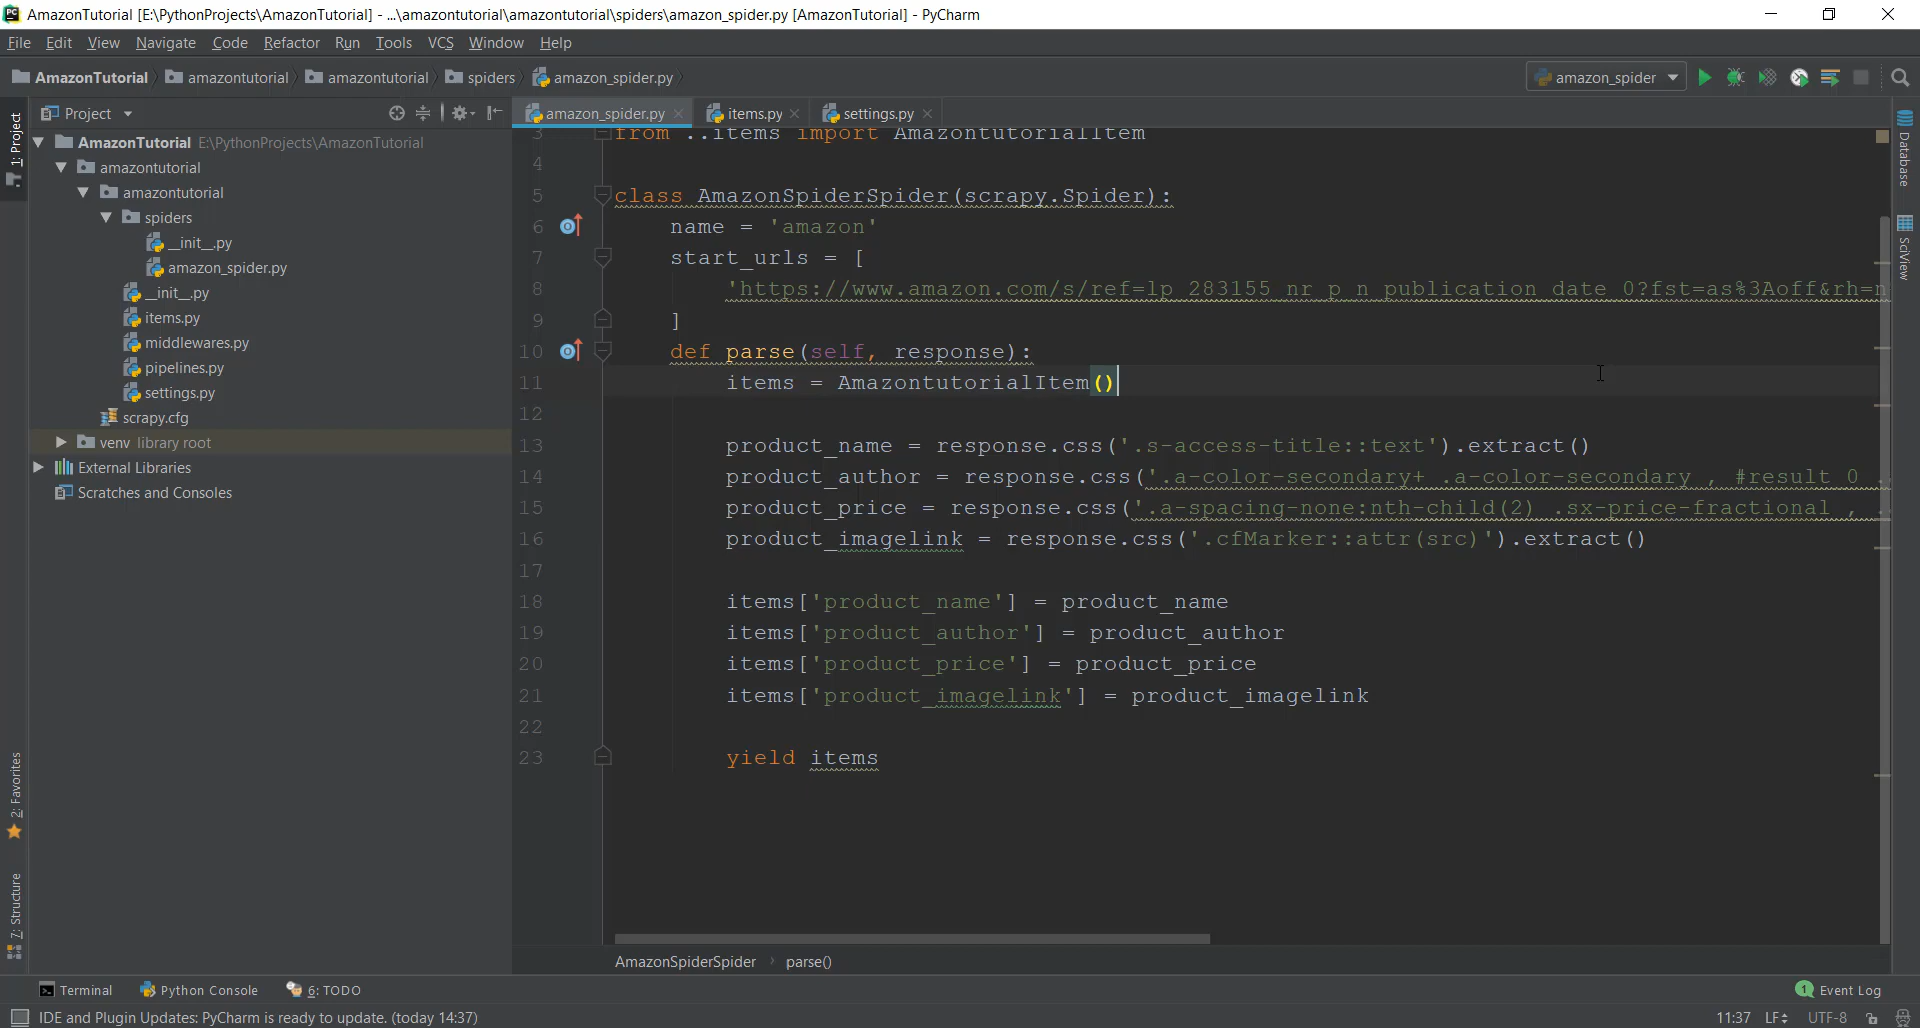 AmazonTutorial [E:\PythonProjects\AmazonTutorial] - ...\amazontutorial\amazontutorial\spiders\amazon_spider.py [AmazonTutorial] - PyCharm
File Edit View Navigate Code Refactor Run Tools VCS Window Help
AmazonTutorial amazontutorial amazontutorial spiders amazon_spider.py
amazon_spider
Project
amazon_spider.py
items.py
settings.py
1: Project
2: Favorites
7: Structure
AmazonTutorial E:\PythonProjects\AmazonTutorial
amazontutorial
amazontutorial
spiders
__init__.py
amazon_spider.py
__init__.py
items.py
middlewares.py
pipelines.py
settings.py
scrapy.cfg
venv library root
External Libraries
Scratches and Consoles
3 from ..items import AmazontutorialItem
4
5 class AmazonSpiderSpider(scrapy.Spider):
6 name = 'amazon'
7 start_urls = [
8 'https://www.amazon.com/s/ref=lp_283155_nr_p_n_publication_date_0?fst=as%3Aoff&rh=n
9 ]
10 def parse(self, response):
11 items = AmazontutorialItem()
12
13 product_name = response.css('.s-access-title::text').extract()
14 product_author = response.css('.a-color-secondary+ .a-color-secondary , #result_0 .
15 product_price = response.css('.a-spacing-none:nth-child(2) .sx-price-fractional , .
16 product_imagelink = response.css('.cfMarker::attr(src)').extract()
17
18 items['product_name'] = product_name
19 items['product_author'] = product_author
20 items['product_price'] = product_price
21 items['product_imagelink'] = product_imagelink
22
23 yield items
Database
SciView
AmazonSpiderSpider parse()
Terminal Python Console 6: TODO
1 Event Log
IDE and Plugin Updates: PyCharm is ready to update. (today 14:37)
11:37 LF UTF-8